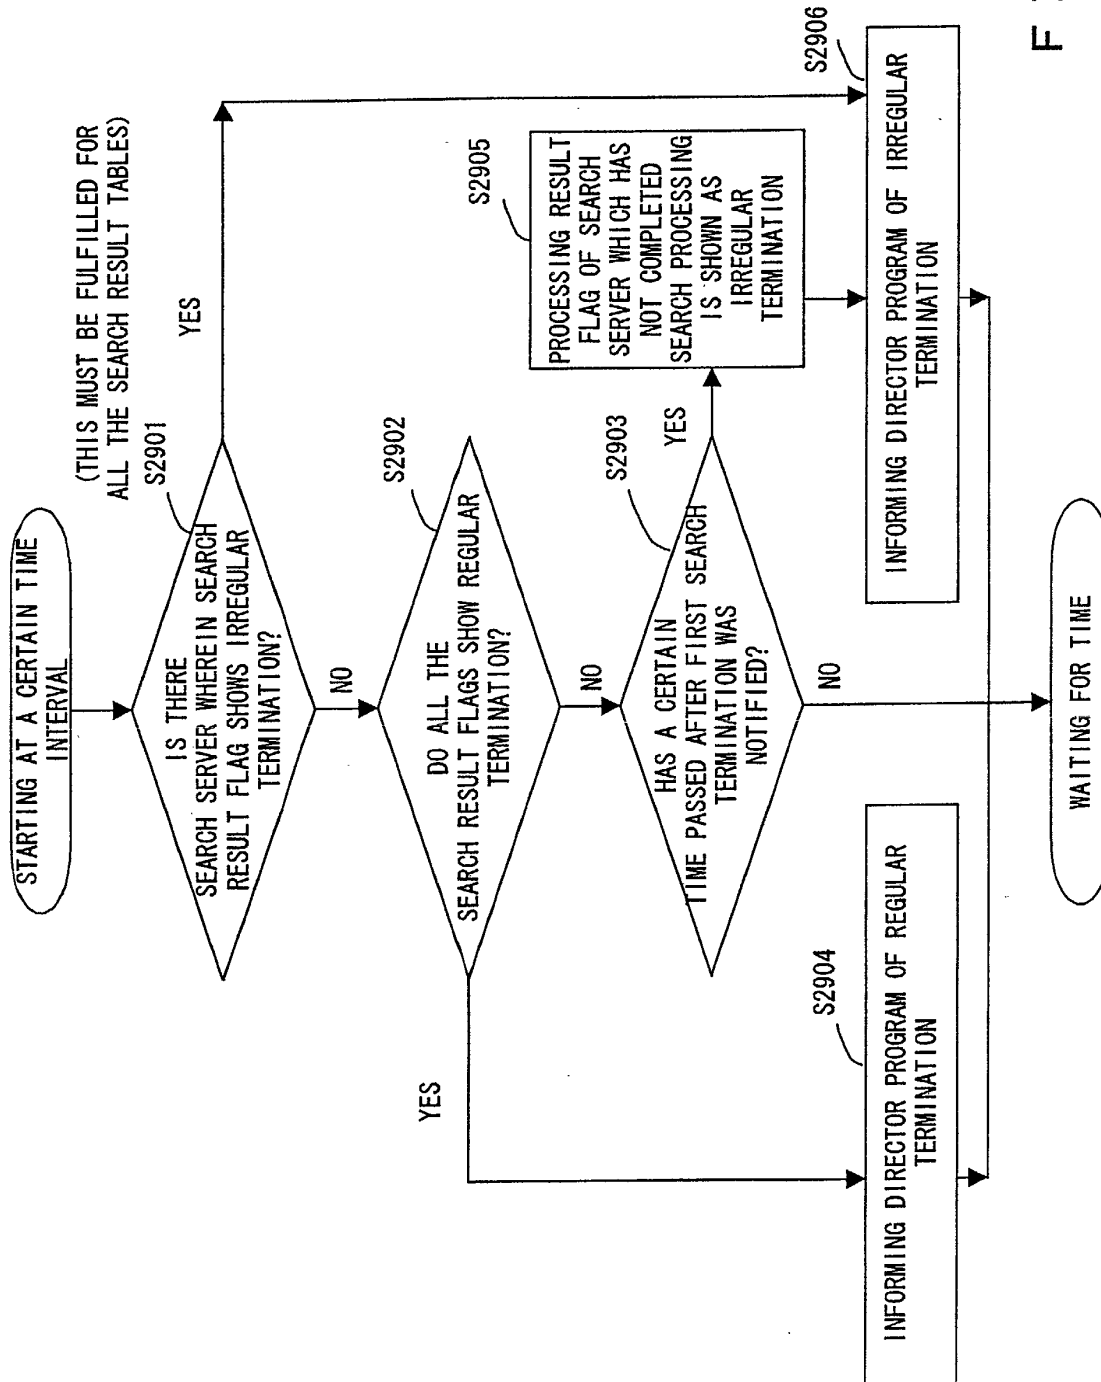 STARTING AT A CERTAIN TIME
INTERVAL
(THIS MUST BE FULFILLED FOR
ALL THE SEARCH RESULT TABLES)
S2901
IS THERE
SEARCH SERVER WHEREIN SEARCH
RESULT FLAG SHOWS IRREGULAR
TERMINATION?
YES
NO
S2902
DO ALL THE
SEARCH RESULT FLAGS SHOW REGULAR
TERMINATION?
YES
NO
S2903
HAS A CERTAIN
TIME PASSED AFTER FIRST SEARCH
TERMINATION WAS
NOTIFIED?
YES
NO
S2905
PROCESSING RESULT
FLAG OF SEARCH
SERVER WHICH HAS
NOT COMPLETED
SEARCH PROCESSING
IS SHOWN AS
IRREGULAR
TERMINATION
S2904
INFORMING DIRECTOR PROGRAM OF REGULAR
TERMINATION
S2906
INFORMING DIRECTOR PROGRAM OF IRREGULAR
TERMINATION
WAITING FOR TIME
F